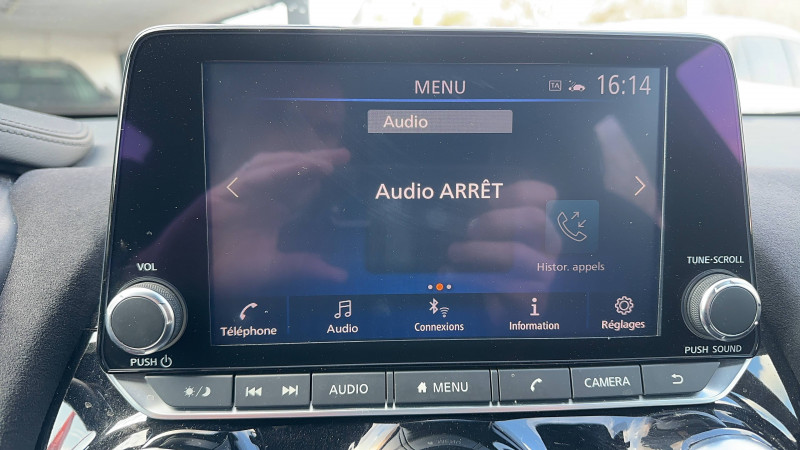 MENU
TA
16:14
Audio
Audio ARRÊT
Histor. appels
Téléphone
Audio
Connexions
Information
Réglages
VOL
PUSH
TUNE·SCROLL
PUSH SOUND
AUDIO
MENU
CAMERA